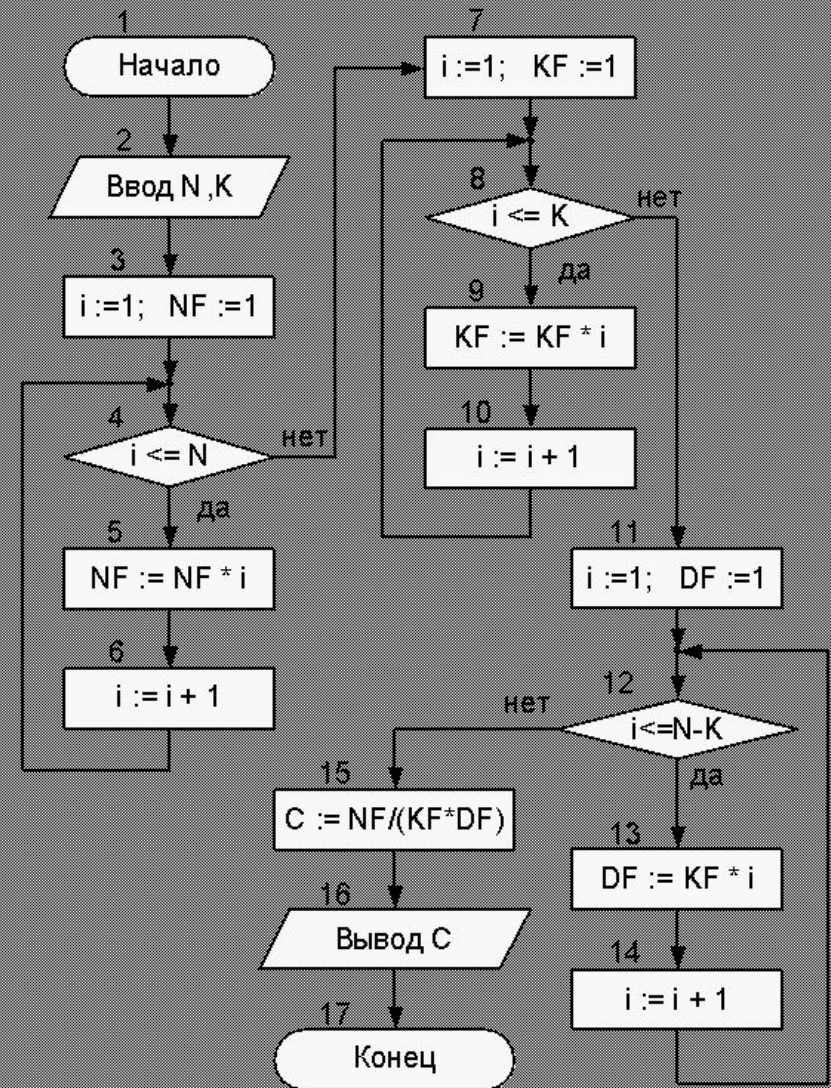 1
Начало
2
Ввод N ,K
3
i :=1; NF :=1
4
i <= N
нет
да
5
NF := NF * i
6
i := i + 1
7
i :=1; KF :=1
8
i <= K
нет
да
9
KF := KF * i
10
i := i + 1
11
i :=1; DF :=1
12
i<=N-K
нет
да
13
DF := KF * i
14
i := i + 1
15
C := NF/(KF*DF)
16
Вывод C
17
Конец